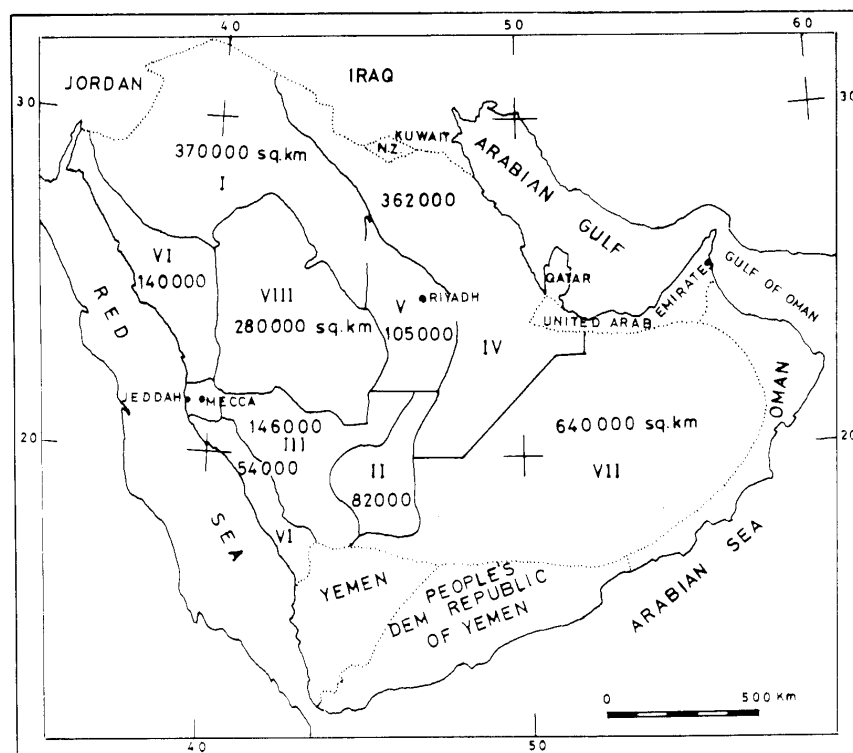 40
50
60
JORDAN
IRAQ
30
30
KUWAIT
N.Z
ARABIAN GULF
370000 sq.km
I
362000
VI
140000
RED SEA
VIII
280000 sq.km
V
RIYADH
105000
IV
QATAR
UNITED ARAB. EMIRATES
GULF OF OMAN
OMAN
JEDDAH
MECCA
146000
III
54000
20
20
640000 sq.km
VII
II
82000
VI
YEMEN
PEOPLE'S
DEM REPUBLIC
OF YEMEN
ARABIAN SEA
0
500 Km
40
50